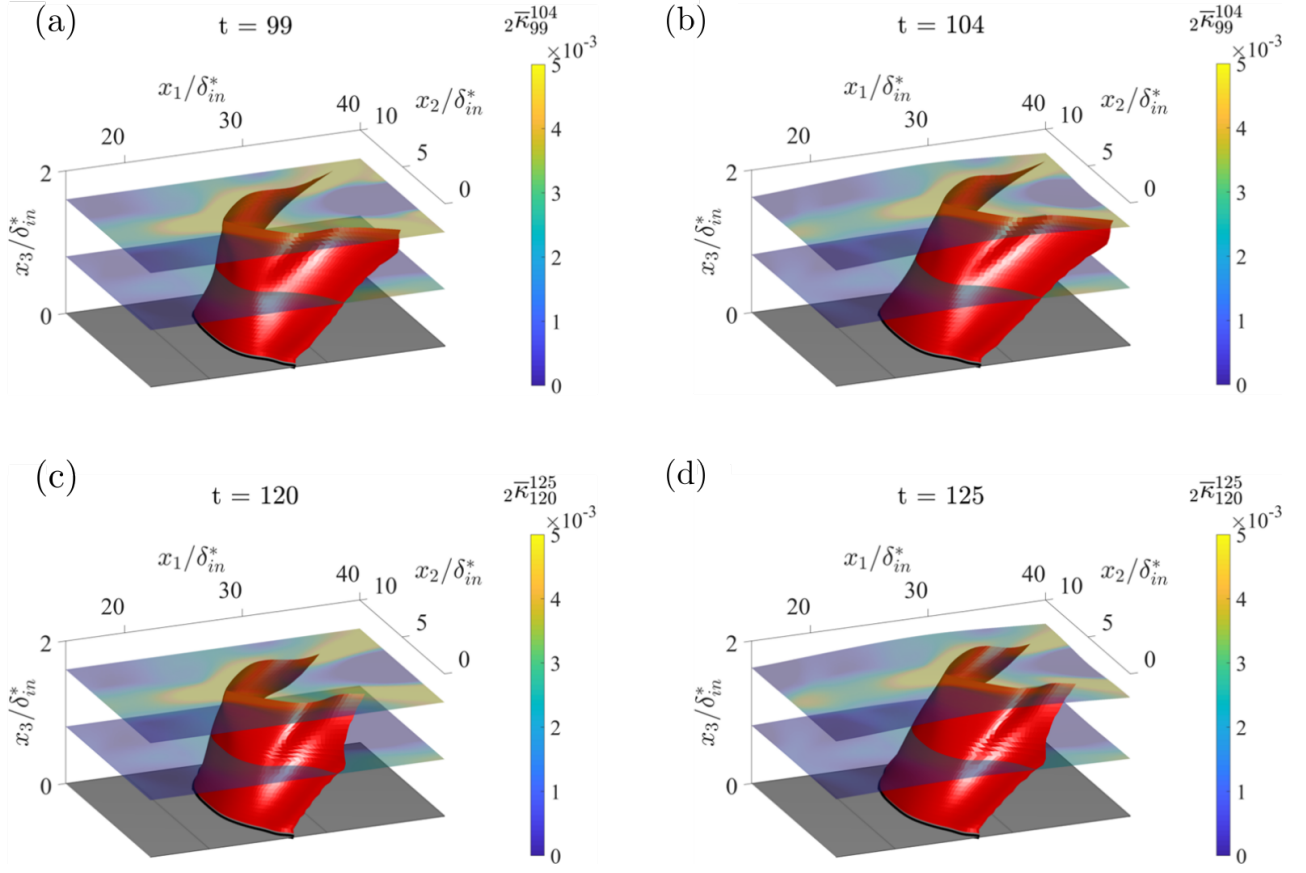 (a)
t = 99
₂κ̅₉₉¹⁰⁴
×10⁻³
x₁/δ*ᵢₙ
x₂/δ*ᵢₙ
x₃/δ*ᵢₙ
20
30
40
10
5
0
2
0
5
4
3
2
1
0
(b)
t = 104
₂κ̅₉₉¹⁰⁴
×10⁻³
x₁/δ*ᵢₙ
x₂/δ*ᵢₙ
x₃/δ*ᵢₙ
20
30
40
10
5
0
2
0
5
4
3
2
1
0
(c)
t = 120
₂κ̅₁₂₀¹²⁵
×10⁻³
x₁/δ*ᵢₙ
x₂/δ*ᵢₙ
x₃/δ*ᵢₙ
20
30
40
10
5
0
2
0
5
4
3
2
1
0
(d)
t = 125
₂κ̅₁₂₀¹²⁵
×10⁻³
x₁/δ*ᵢₙ
x₂/δ*ᵢₙ
x₃/δ*ᵢₙ
20
30
40
10
5
0
2
0
5
4
3
2
1
0